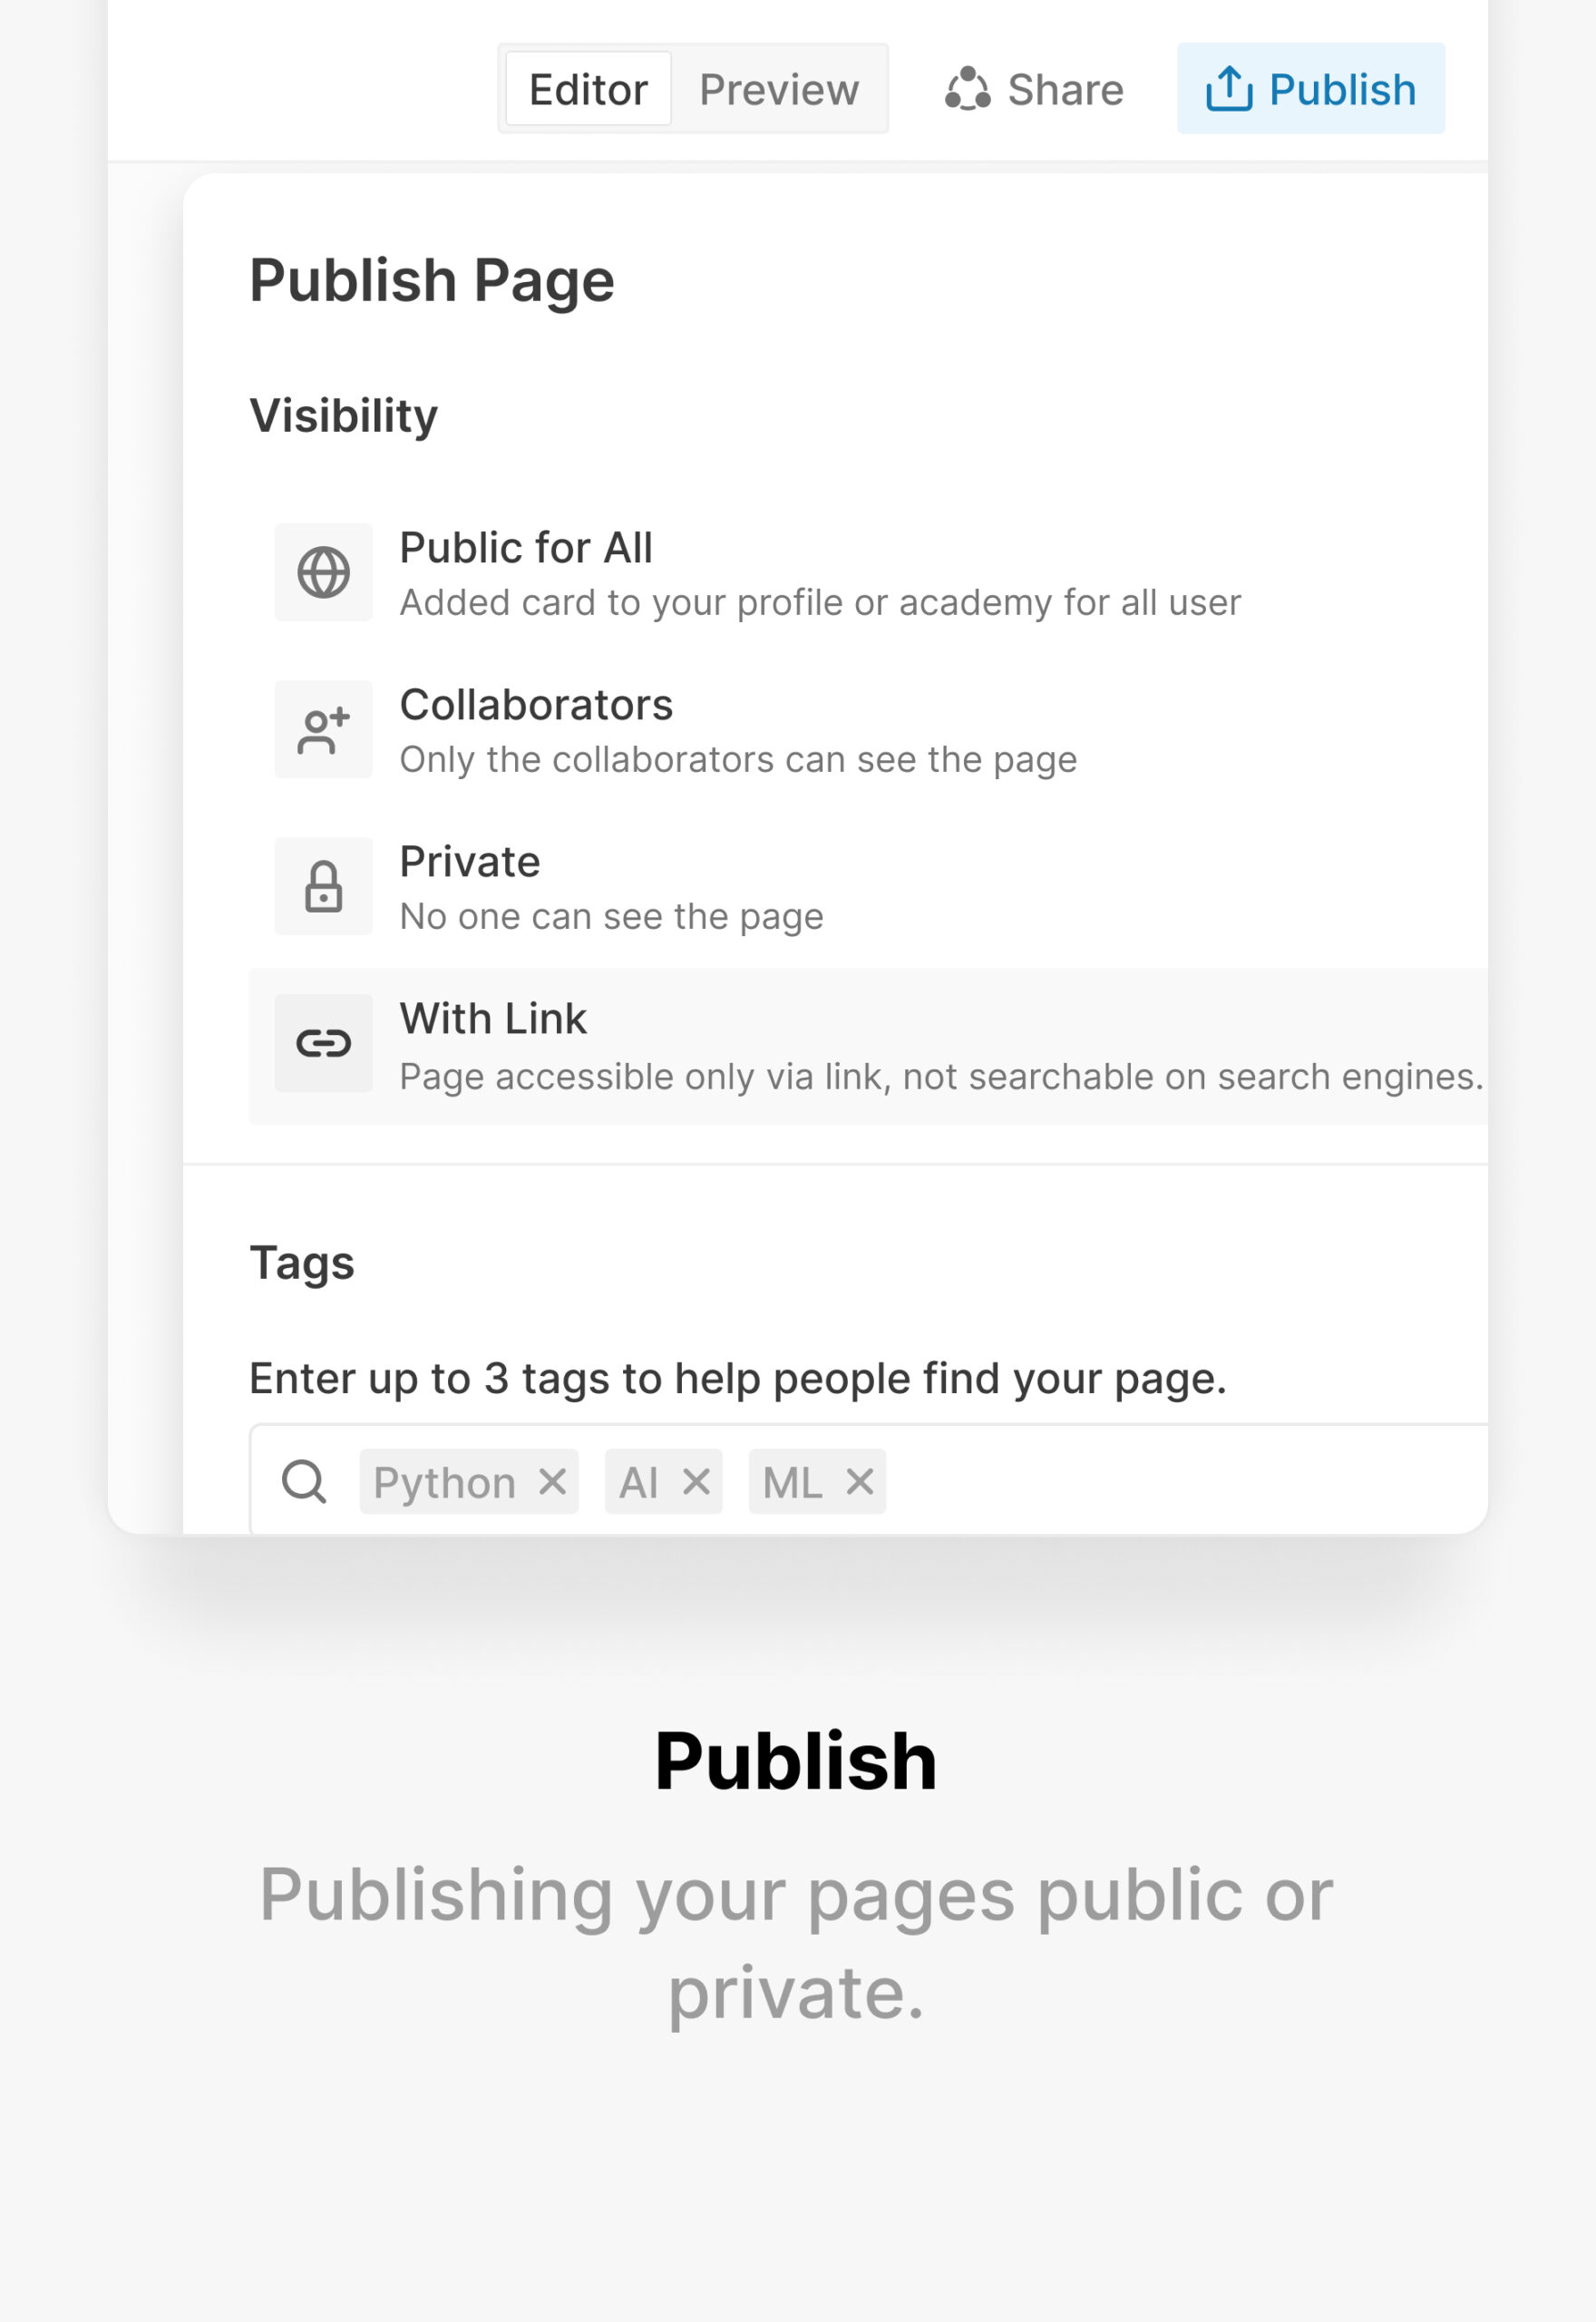 Editor Preview Share Publish
Publish Page
Visibility
Public for All
Added card to your profile or academy for all user
Collaborators
Only the collaborators can see the page
Private
No one can see the page
With Link
Page accessible only via link, not searchable on search engines.
Tags
Enter up to 3 tags to help people find your page.
Python AI ML
Publish
Publishing your pages public or
private.